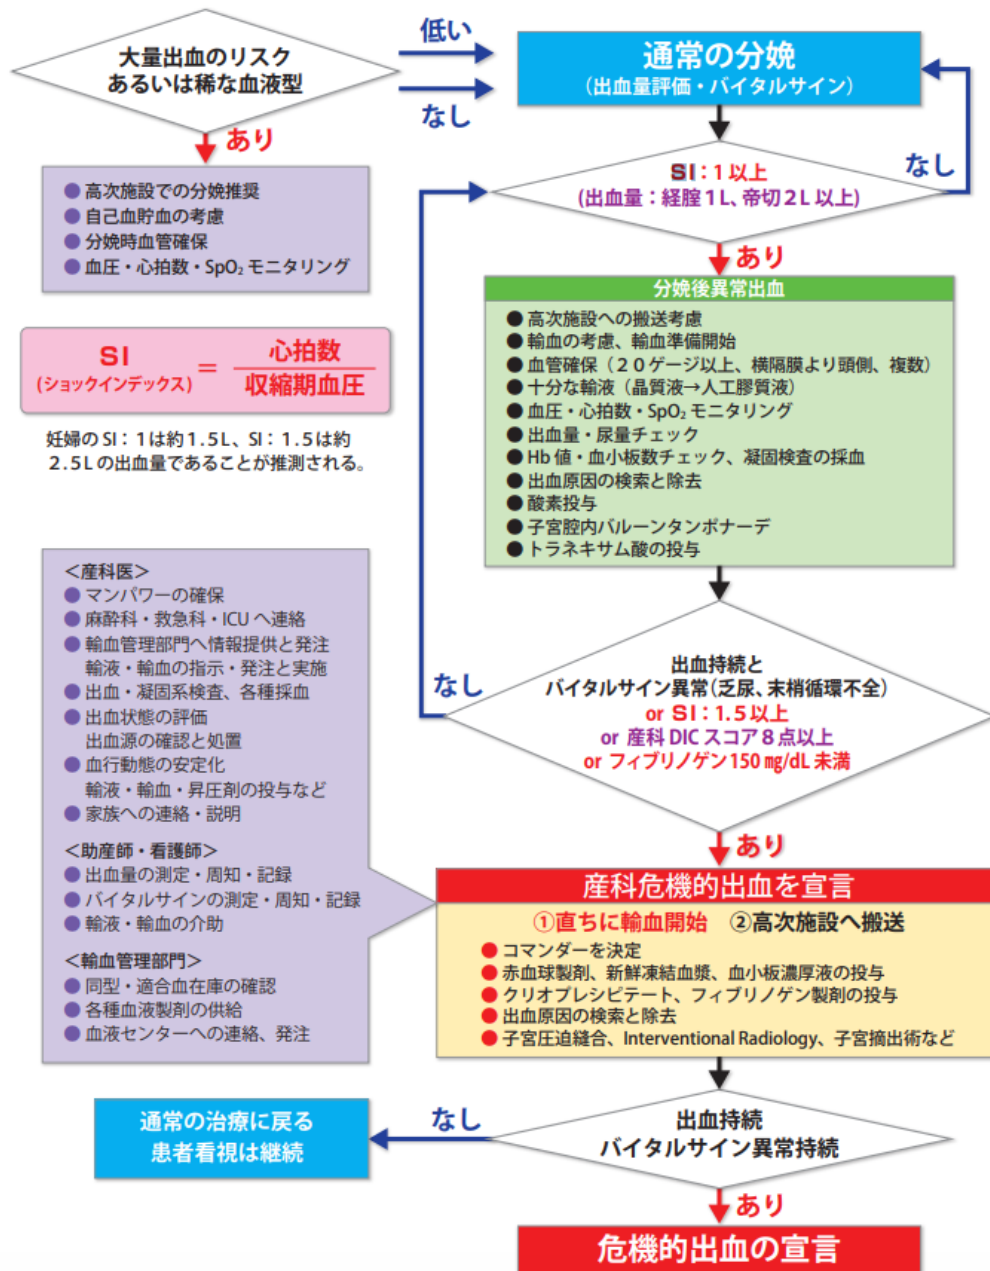 大量出血のリスク
あるいは稀な血液型
低い
なし
あり
通常の分娩
(出血量評価・バイタルサイン)
● 高次施設での分娩推奨
● 自己血貯血の考慮
● 分娩時血管確保
● 血圧・心拍数・SpO₂ モニタリング
SI:1以上
(出血量:経腟1L、帝切2L以上)
なし
あり
SI
(ショックインデックス)
=
心拍数
収縮期血圧
妊婦のSI:1は約1.5L、SI:1.5は約
2.5Lの出血量であることが推測される。
分娩後異常出血
● 高次施設への搬送考慮
● 輸血の考慮、輸血準備開始
● 血管確保(20ゲージ以上、横隔膜より頭側、複数)
● 十分な輸液(晶質液→人工膠質液)
● 血圧・心拍数・SpO₂ モニタリング
● 出血量・尿量チェック
● Hb 値・血小板数チェック、凝固検査の採血
● 出血原因の検索と除去
● 酸素投与
● 子宮腔内バルーンタンポナーデ
● トラネキサム酸の投与
出血持続と
バイタルサイン異常(乏尿、末梢循環不全)
or SI:1.5以上
or 産科 DIC スコア8点以上
or フィブリノゲン150 ㎎/dL 未満
なし
あり
<産科医>
● マンパワーの確保
● 麻酔科・救急科・ICU へ連絡
● 輸血管理部門へ情報提供と発注
輸液・輸血の指示・発注と実施
● 出血・凝固系検査、各種採血
● 出血状態の評価
出血源の確認と処置
● 血行動態の安定化
輸液・輸血・昇圧剤の投与など
● 家族への連絡・説明
<助産師・看護師>
● 出血量の測定・周知・記録
● バイタルサインの測定・周知・記録
● 輸液・輸血の介助
<輸血管理部門>
● 同型・適合血在庫の確認
● 各種血液製剤の供給
● 血液センターへの連絡、発注
産科危機的出血を宣言
①直ちに輸血開始 ②高次施設へ搬送
● コマンダーを決定
● 赤血球製剤、新鮮凍結血漿、血小板濃厚液の投与
● クリオプレシピテート、フィブリノゲン製剤の投与
● 出血原因の検索と除去
● 子宮圧迫縫合、Interventional Radiology、子宮摘出術など
出血持続
バイタルサイン異常持続
なし
通常の治療に戻る
患者看視は継続
あり
危機的出血の宣言